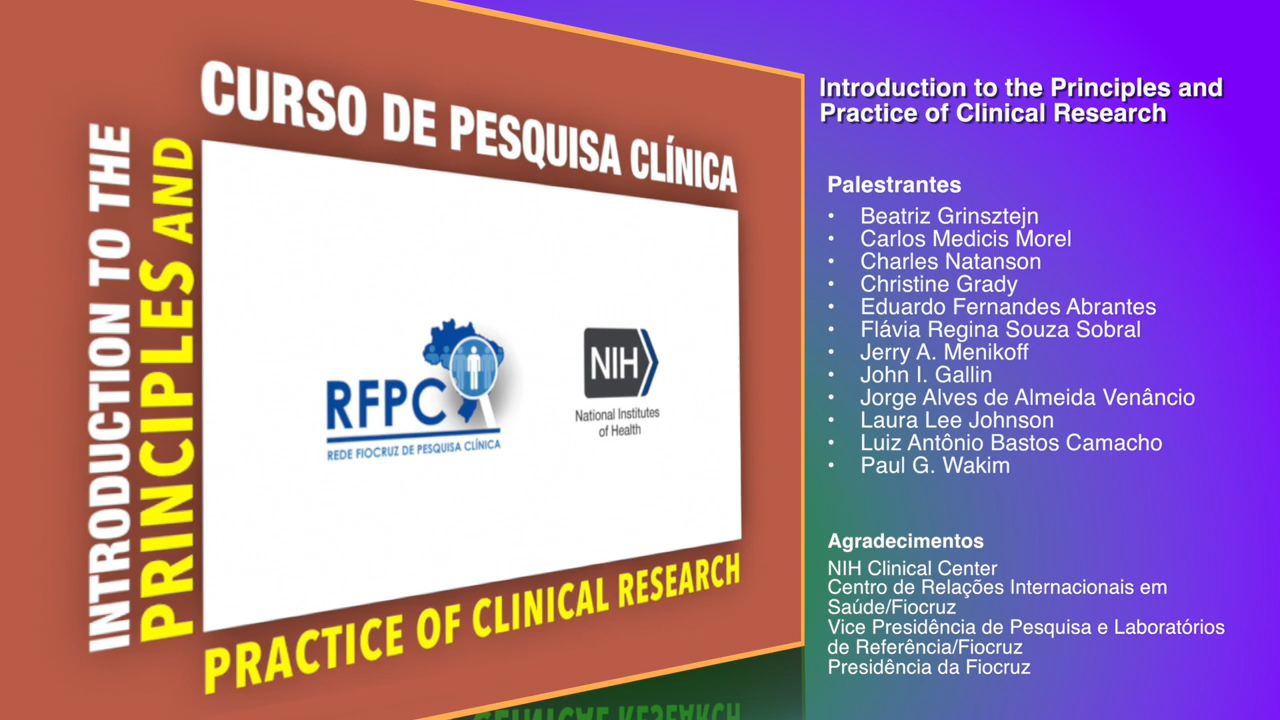 CURSO DE PESQUISA CLÍNICA
INTRODUCTION TO THE
PRINCIPLES AND
PRACTICE OF CLINICAL RESEARCH
RFPC
REDE FIOCRUZ DE PESQUISA CLÍNICA
NIH
National Institutes
of Health
Introduction to the Principles and
Practice of Clinical Research
Palestrantes
• Beatriz Grinsztejn
• Carlos Medicis Morel
• Charles Natanson
• Christine Grady
• Eduardo Fernandes Abrantes
• Flávia Regina Souza Sobral
• Jerry A. Menikoff
• John I. Gallin
• Jorge Alves de Almeida Venâncio
• Laura Lee Johnson
• Luiz Antônio Bastos Camacho
• Paul G. Wakim
Agradecimentos
NIH Clinical Center
Centro de Relações Internacionais em
Saúde/Fiocruz
Vice Presidência de Pesquisa e Laboratórios
de Referência/Fiocruz
Presidência da Fiocruz